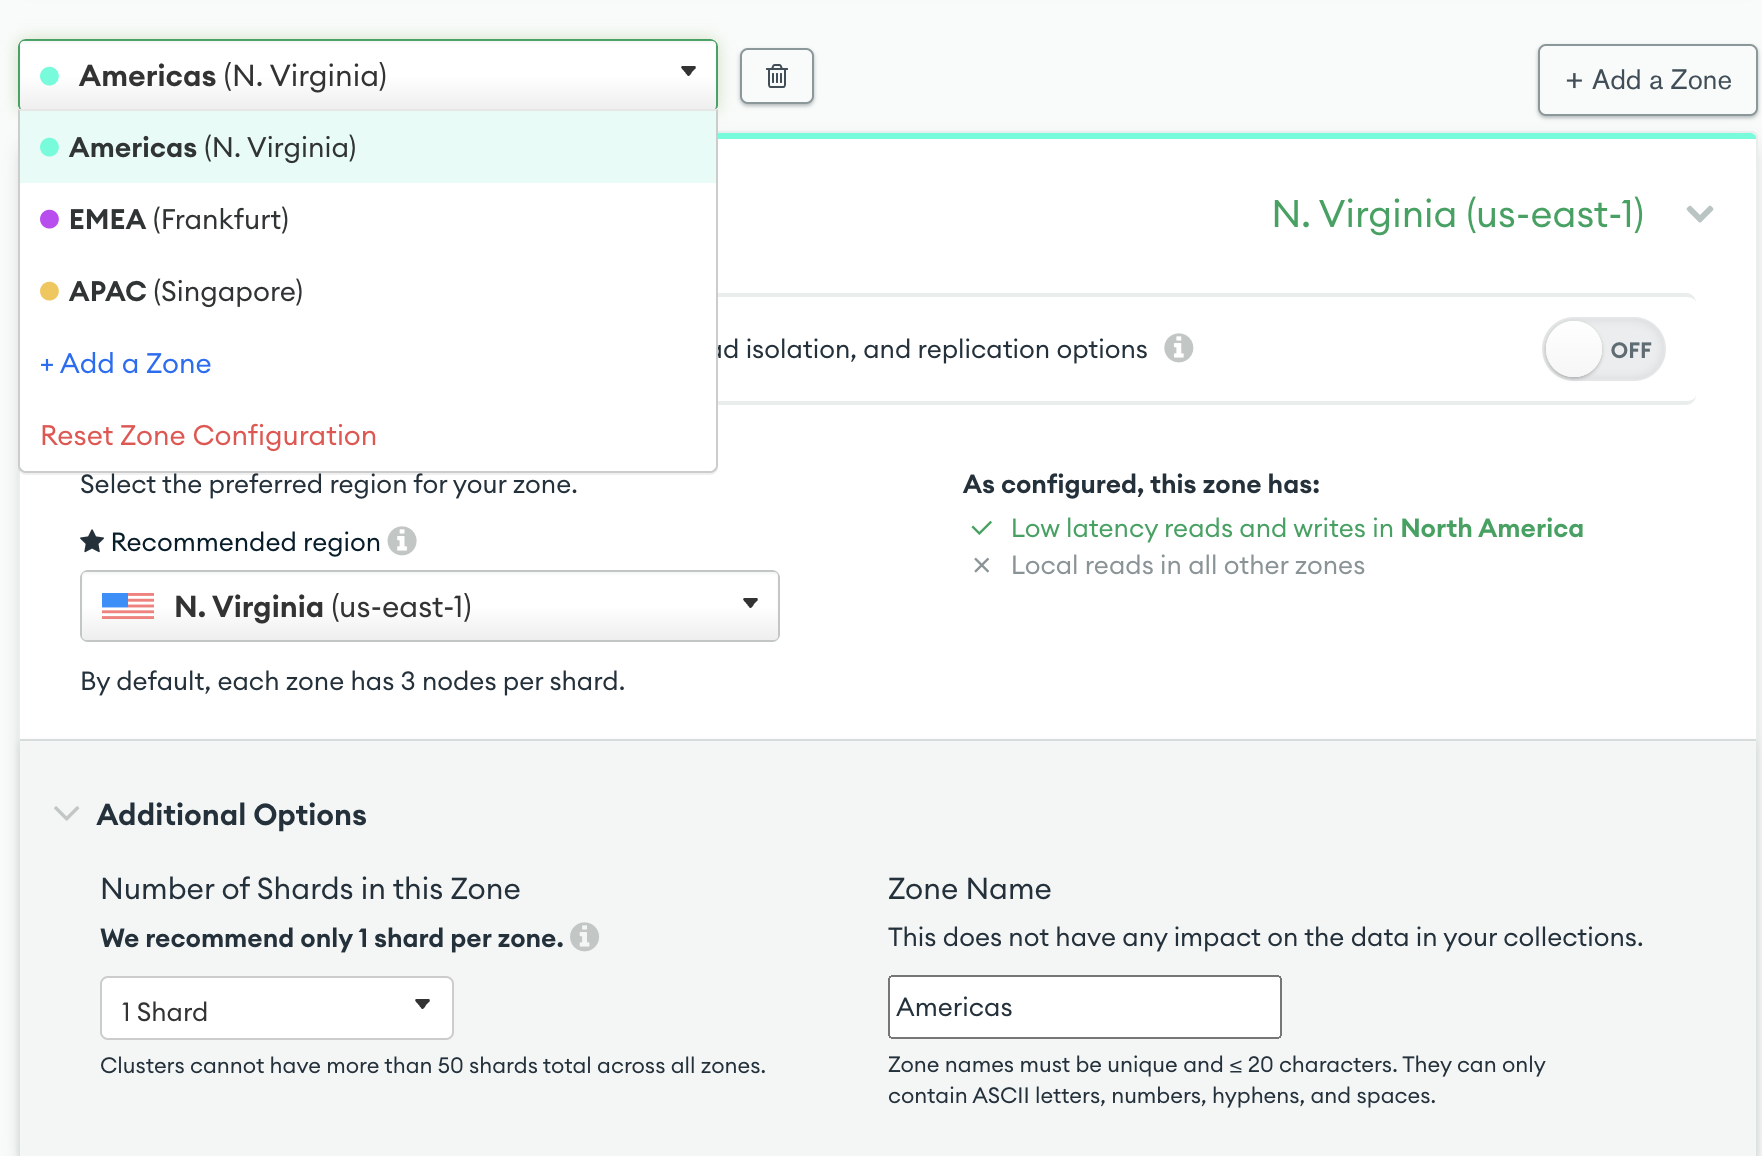 Americas (N. Virginia)
+ Add a Zone
Americas (N. Virginia)
EMEA (Frankfurt)
APAC (Singapore)
+ Add a Zone
Reset Zone Configuration
N. Virginia (us-east-1)
isolation, and replication options
OFF
Select the preferred region for your zone.
Recommended region
N. Virginia (us-east-1)
By default, each zone has 3 nodes per shard.
As configured, this zone has:
Low latency reads and writes in North America
Local reads in all other zones
Additional Options
Number of Shards in this Zone
We recommend only 1 shard per zone.
1 Shard
Clusters cannot have more than 50 shards total across all zones.
Zone Name
This does not have any impact on the data in your collections.
Americas
Zone names must be unique and ≤ 20 characters. They can only
contain ASCII letters, numbers, hyphens, and spaces.